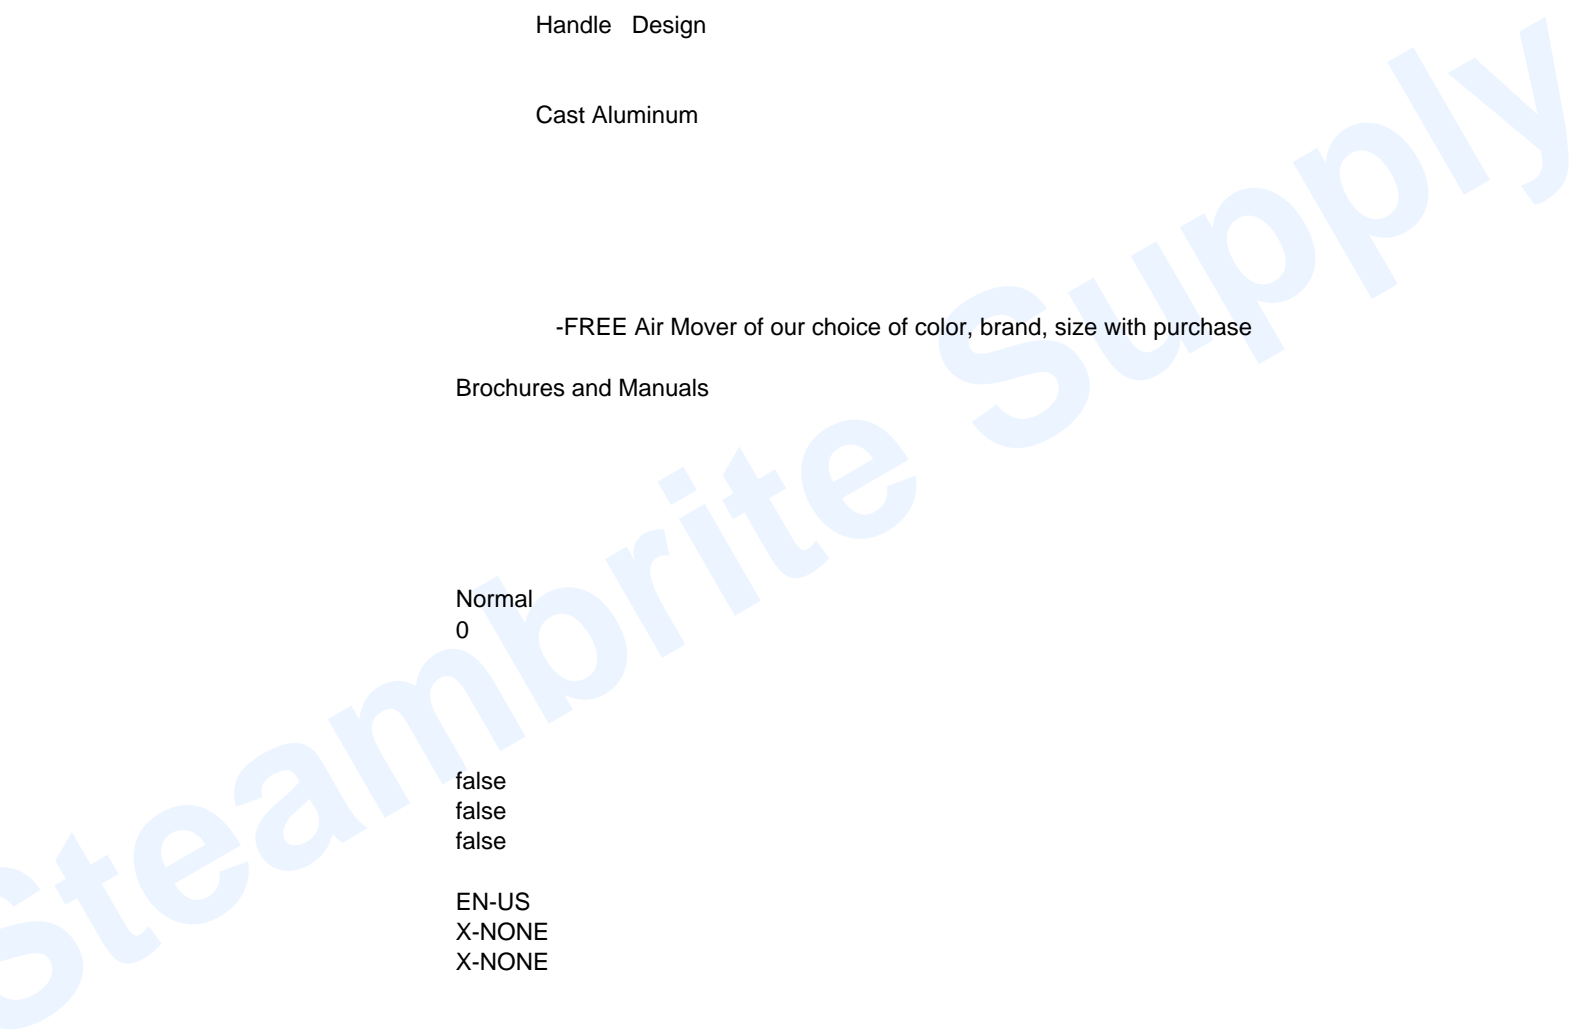 Handle   Design
Cast Aluminum
-FREE Air Mover of our choice of color, brand, size with purchase
Brochures and Manuals
Normal
0
false
false
false
EN-US
X-NONE
X-NONE
Steambrite Supply